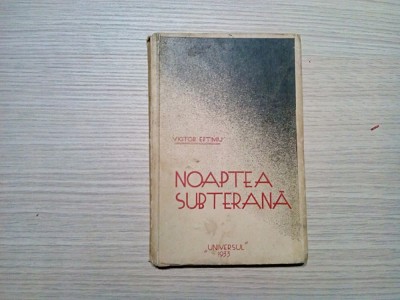 VICTOR EFTIMIU
NOAPTEA
SUBTERANĂ
„UNIVERSUL”
1933